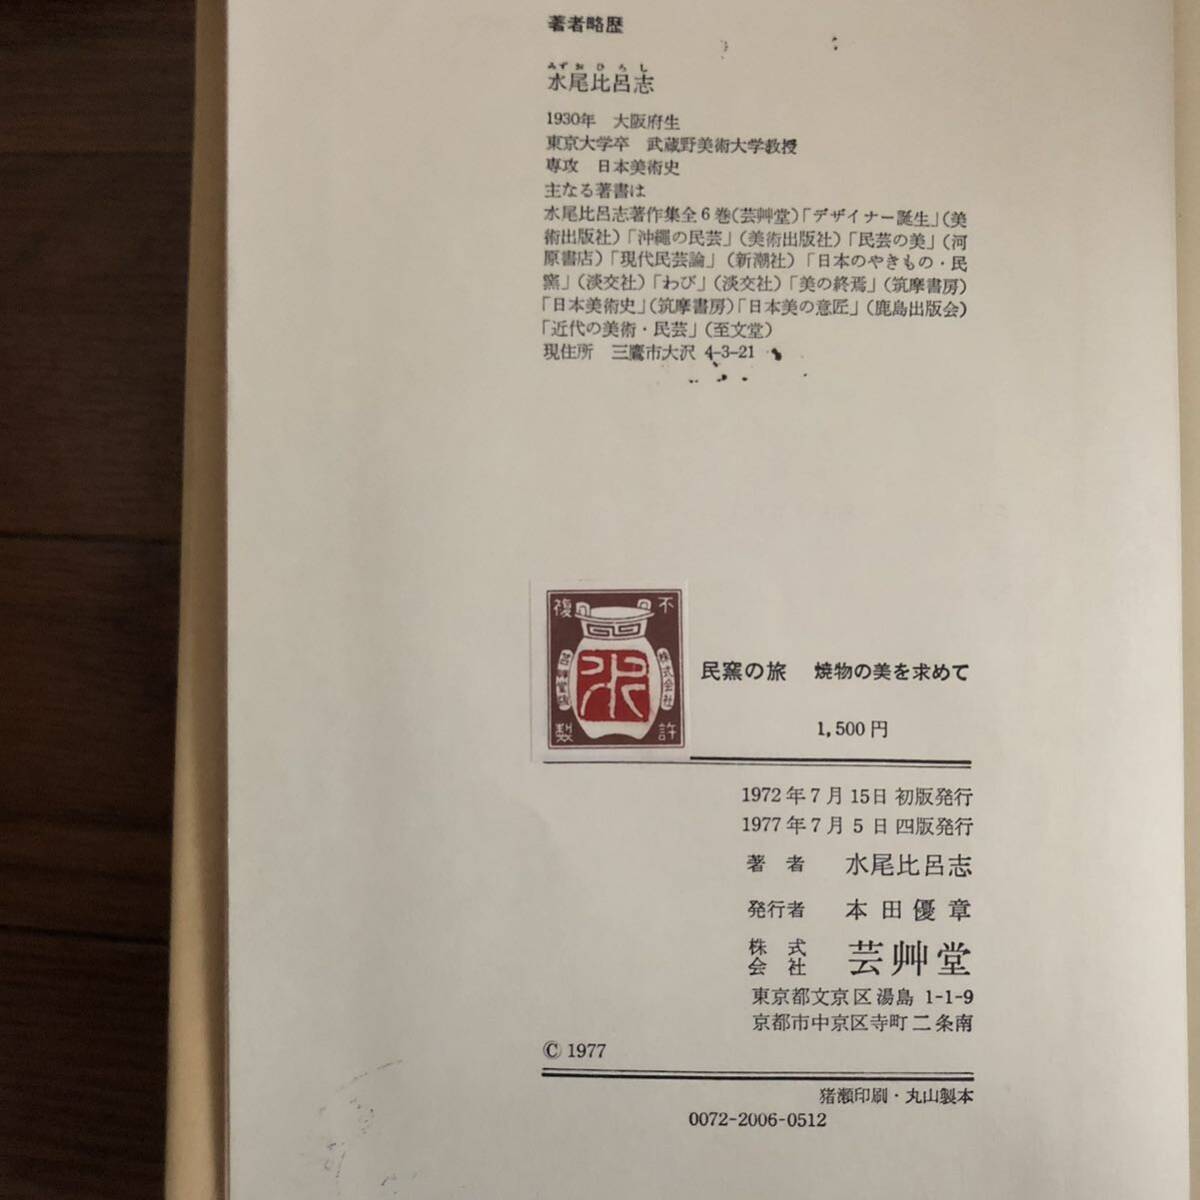 著者略歴
みずおひろし
水尾比呂志
1930年 大阪府生
東京大学卒 武蔵野美術大学教授
専攻 日本美術史
主なる著書は
水尾比呂志著作集全6巻(芸艸堂)「デザイナー誕生」(美
術出版社)「沖縄の民芸」(美術出版社)「民芸の美」(河
原書店)「現代民芸論」(新潮社)「日本のやきもの・民
窯」(淡交社)「わび」(淡交社)「美の終焉」(筑摩書房)
「日本美術史」(筑摩書房)「日本美の意匠」(鹿島出版会)
「近代の美術・民芸」(至文堂)
現住所 三鷹市大沢 4-3-21
不許
複製
株式会社
芸艸堂版
水
民窯の旅 焼物の美を求めて
1,500円
1972年7月15日 初版発行
1977年7月5日 四版発行
著者 水尾比呂志
発行者 本田優章
株式会社 芸艸堂
東京都文京区湯島 1-1-9
京都市中京区寺町二条南
© 1977
猪瀬印刷・丸山製本
0072-2006-0512